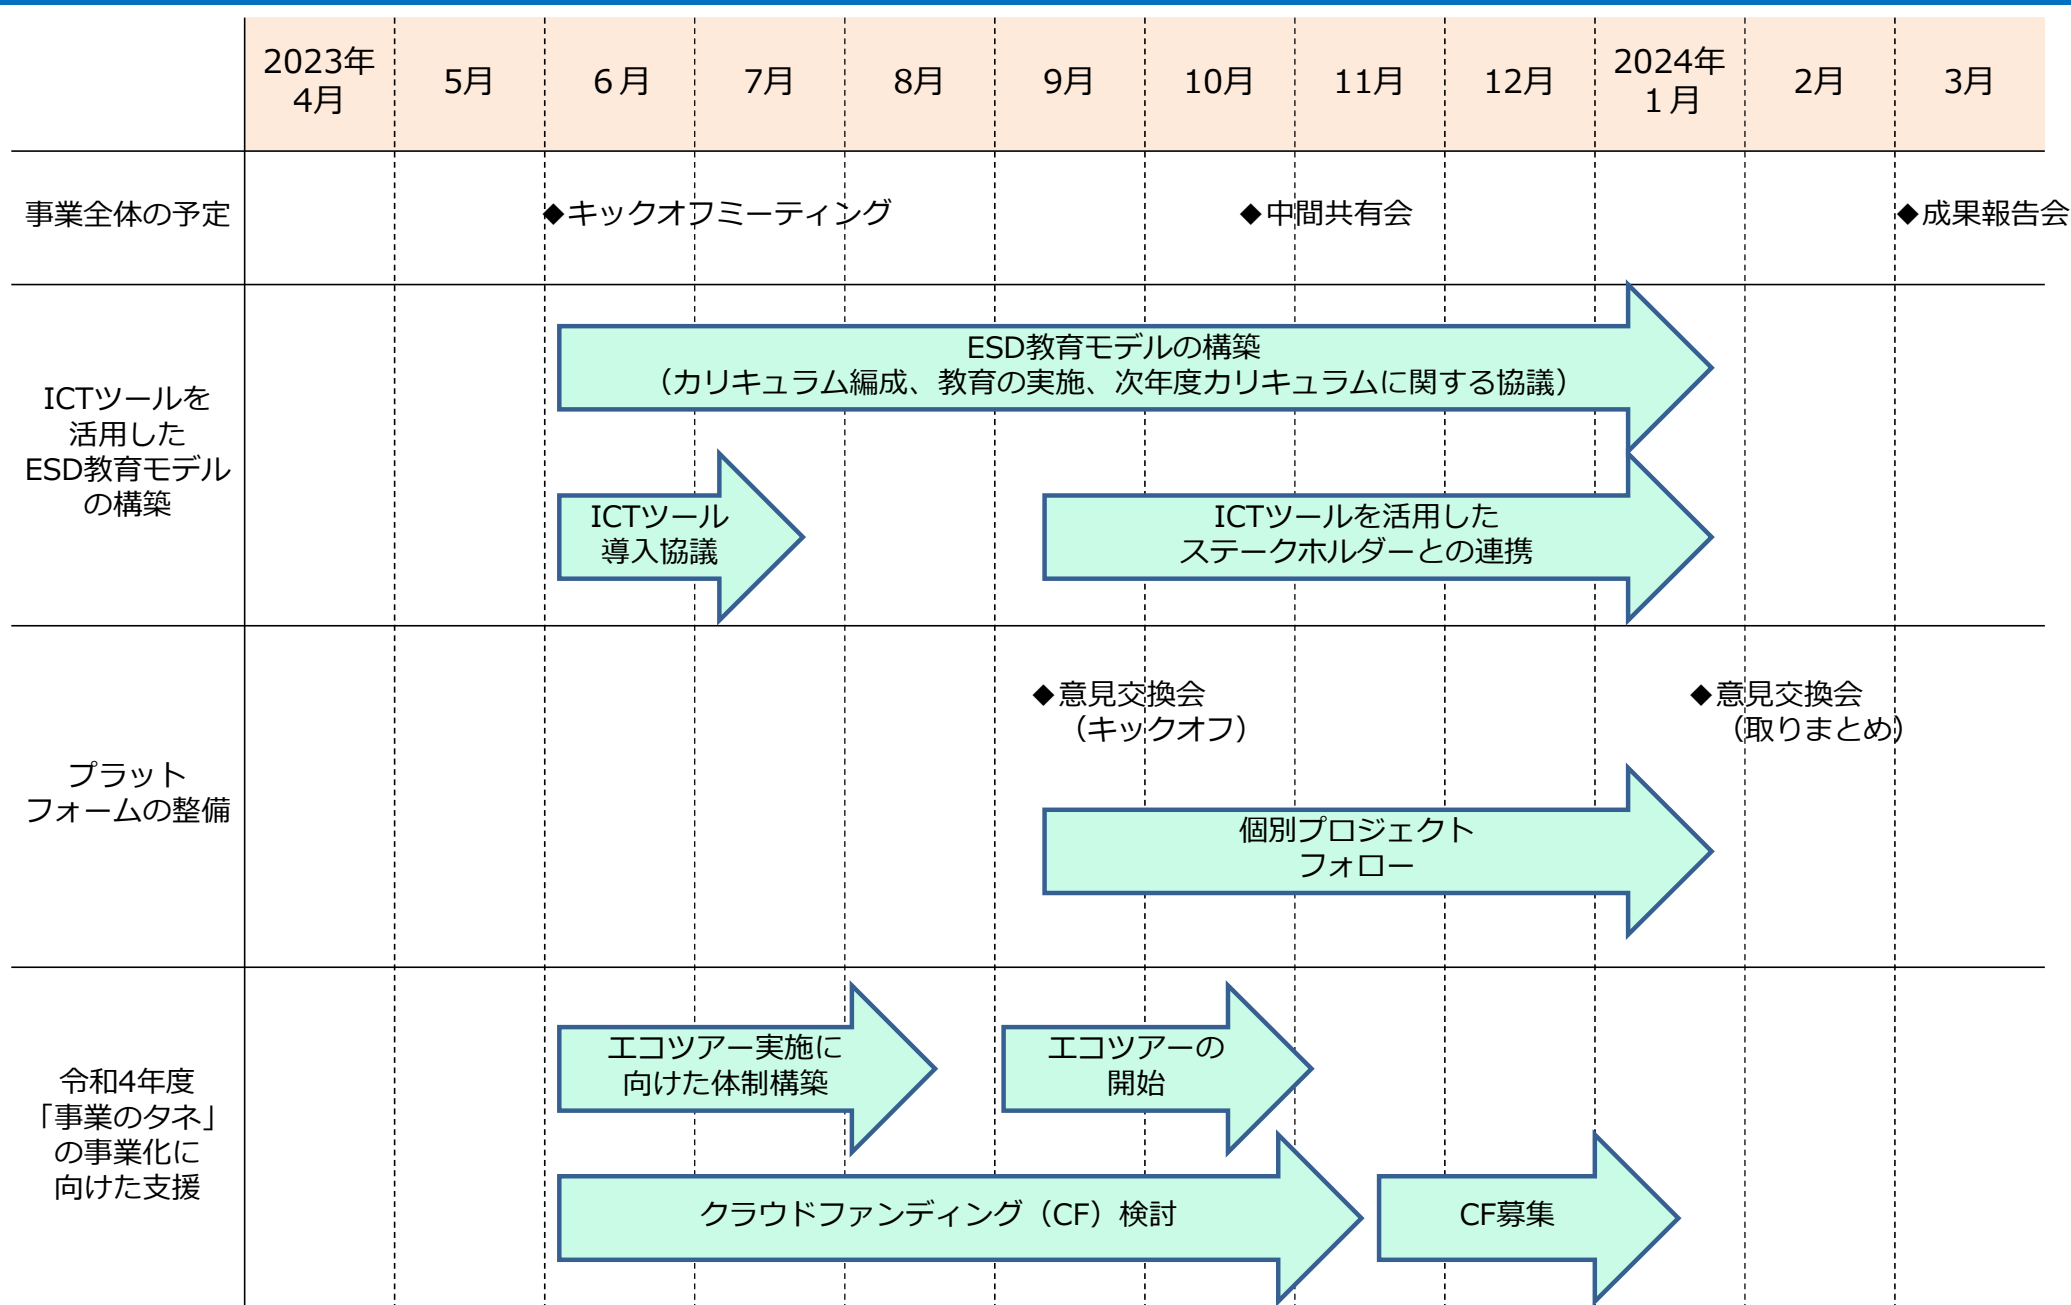 2023年
4月
5月
６月
7月
8月
9月
10月
11月
12月
2024年
１月
2月
3月
事業全体の予定
◆キックオフミーティング
◆中間共有会
◆成果報告会
ICTツールを
活用した
ESD教育モデル
の構築
ESD教育モデルの構築
（カリキュラム編成、教育の実施、次年度カリキュラムに関する協議）
ICTツール
導入協議
ICTツールを活用した
ステークホルダーとの連携
プラット
フォームの整備
◆意見交換会
（キックオフ）
◆意見交換会
（取りまとめ）
個別プロジェクト
フォロー
令和4年度
「事業のタネ」
の事業化に
向けた支援
エコツアー実施に
向けた体制構築
エコツアーの
開始
クラウドファンディング（CF）検討
CF募集